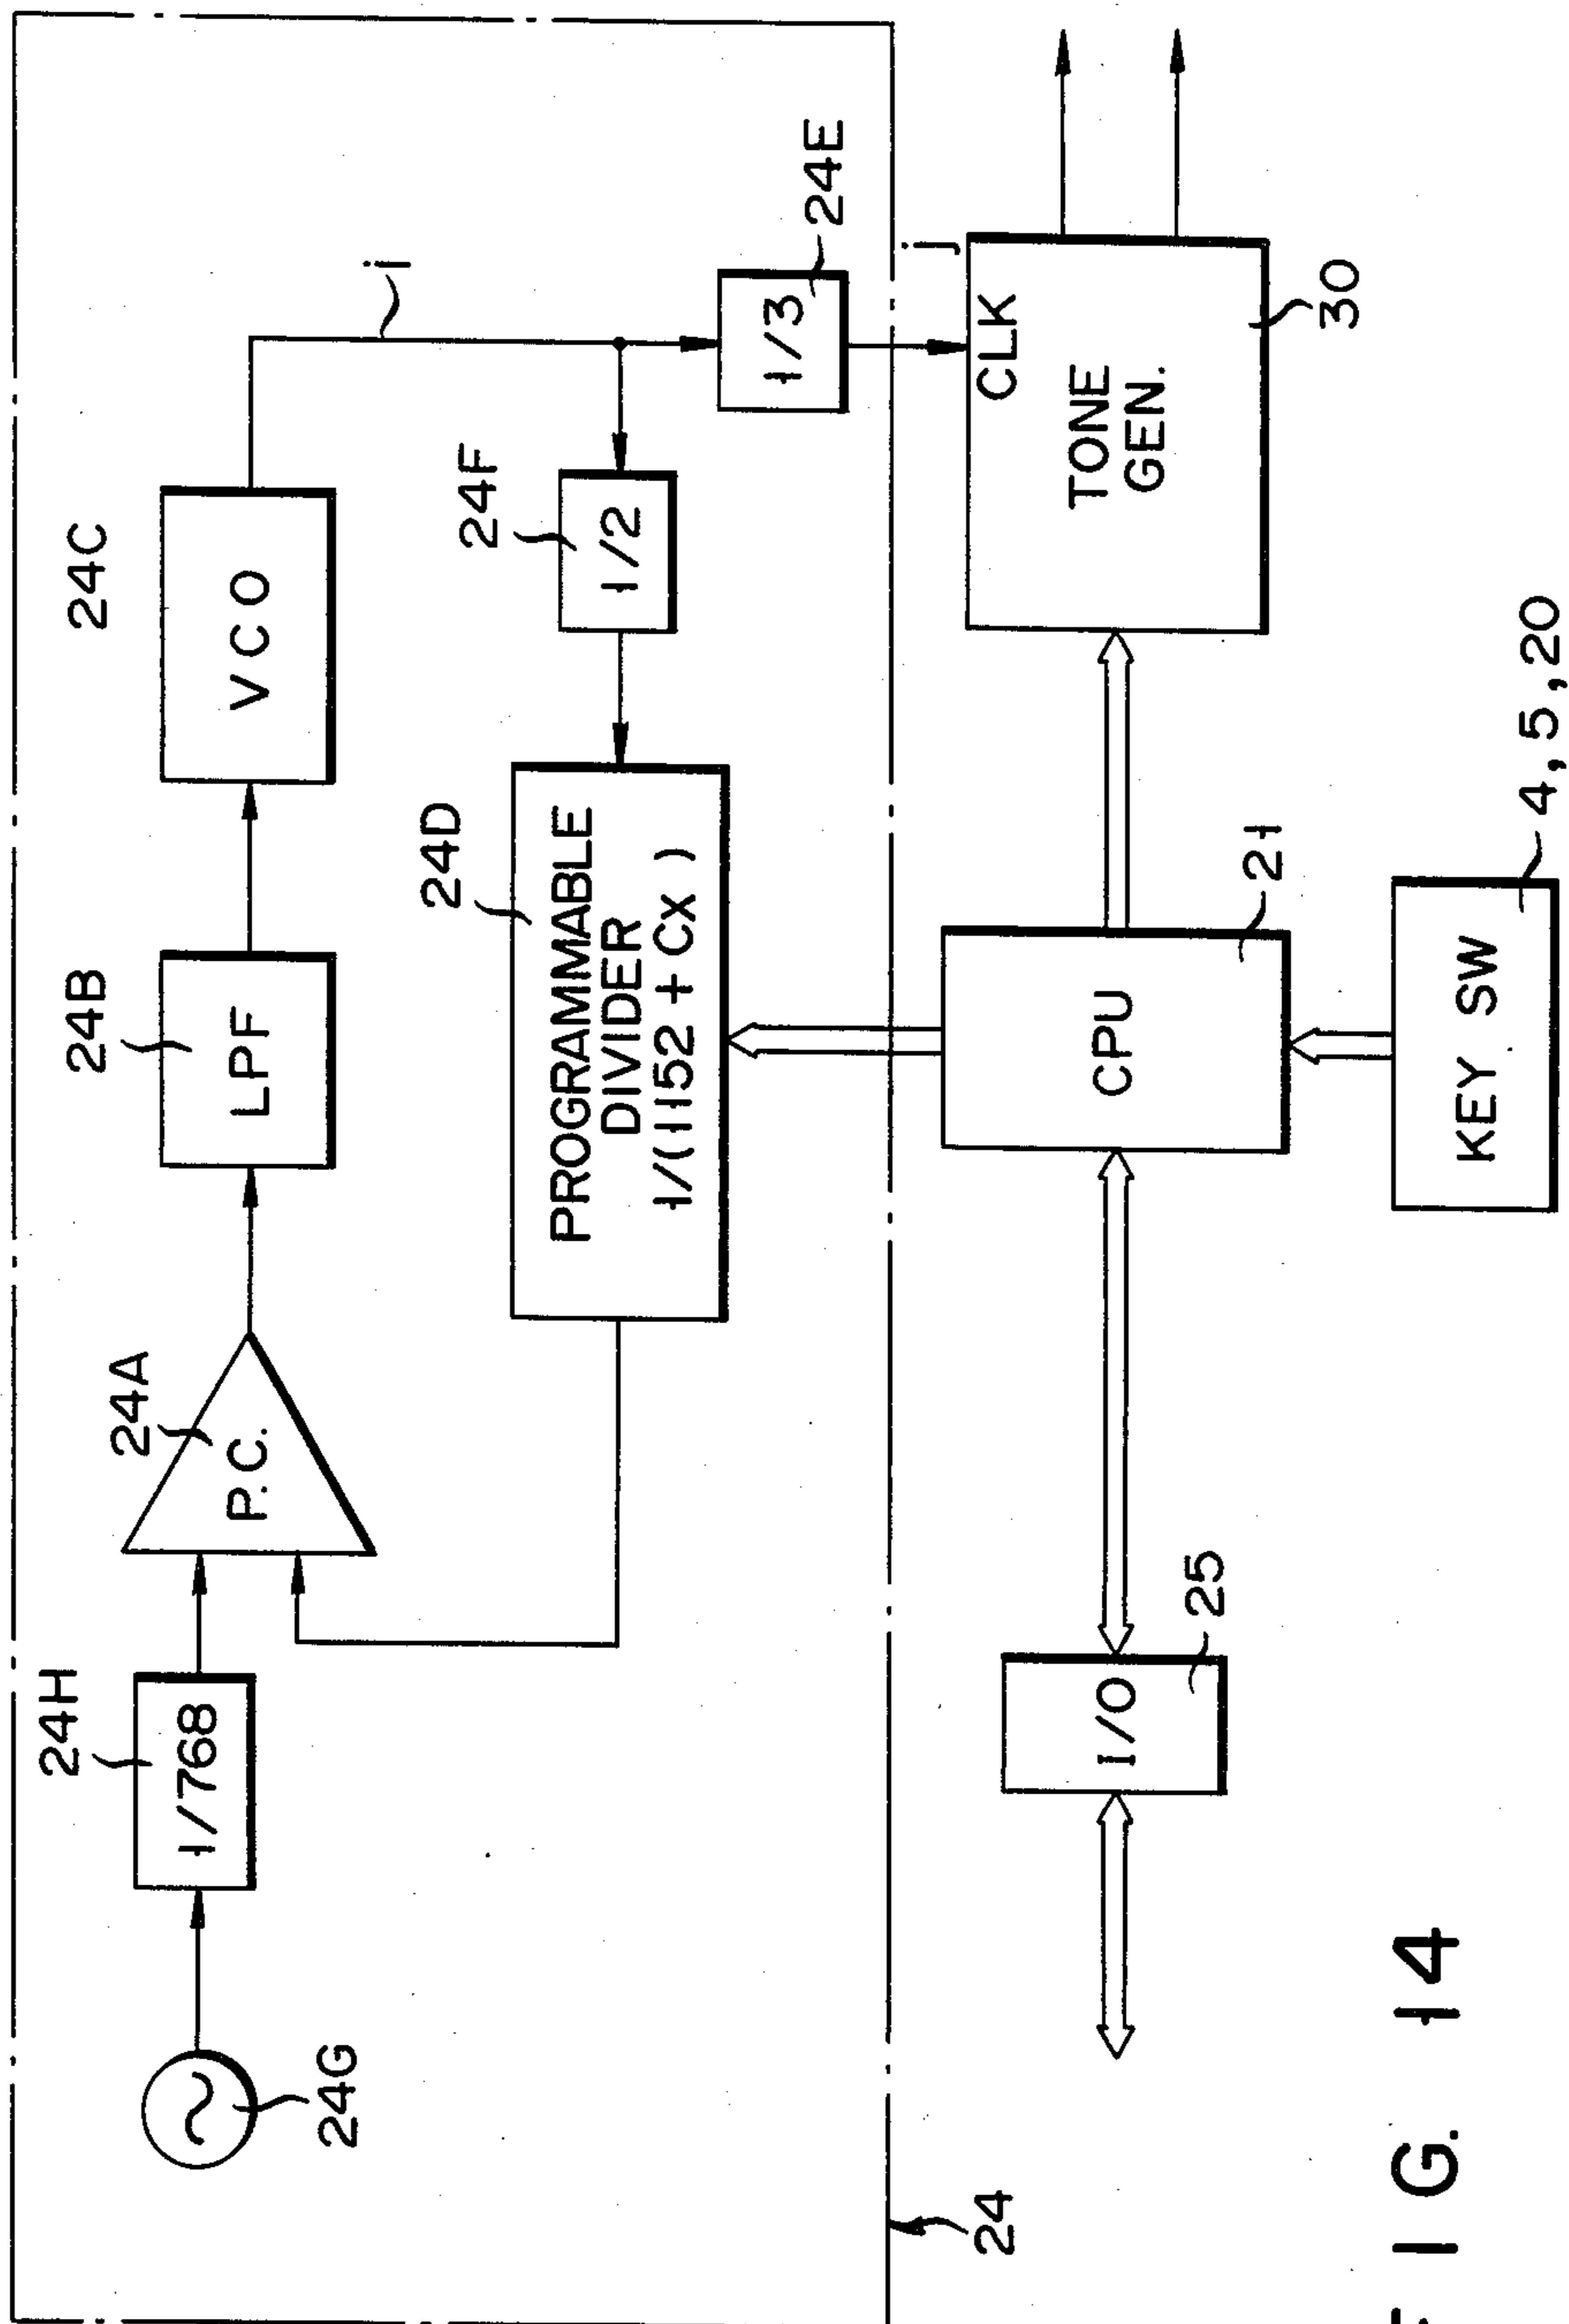 24G
24H
1/768
24A
P.C.
24B
LPF
24C
VCO
i
24D
PROGRAMMABLE
DIVIDER
1/(1152 + Cx )
24F
1/2
24E
1/3
24
j
I/O
25
CPU
21
CLK
TONE
GEN.
30
KEY SW
4, 5, 20
FIG. 14